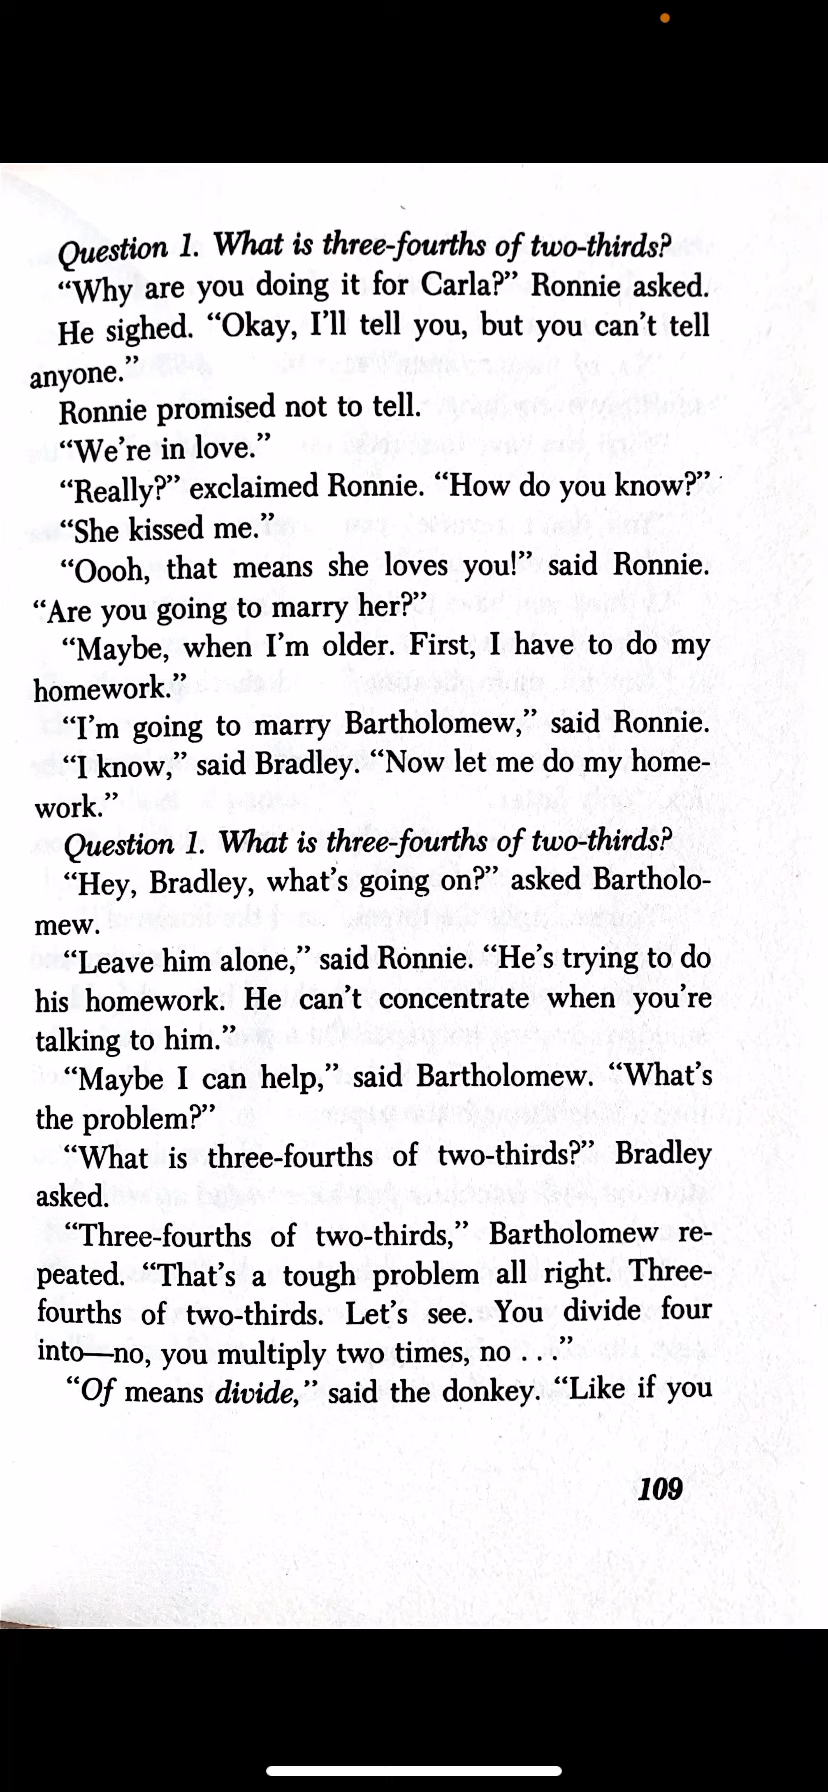 Question 1. What is three-fourths of two-thirds?
“Why are you doing it for Carla?” Ronnie asked.
He sighed. “Okay, I’ll tell you, but you can’t tell
anyone.”
Ronnie promised not to tell.
“We’re in love.”
“Really?” exclaimed Ronnie. “How do you know?”
“She kissed me.”
“Oooh, that means she loves you!” said Ronnie.
“Are you going to marry her?”
“Maybe, when I’m older. First, I have to do my
homework.”
“I’m going to marry Bartholomew,” said Ronnie.
“I know,” said Bradley. “Now let me do my home-
work.”
Question 1. What is three-fourths of two-thirds?
“Hey, Bradley, what’s going on?” asked Bartholo-
mew.
“Leave him alone,” said Ronnie. “He’s trying to do
his homework. He can’t concentrate when you’re
talking to him.”
“Maybe I can help,” said Bartholomew. “What’s
the problem?”
“What is three-fourths of two-thirds?” Bradley
asked.
“Three-fourths of two-thirds,” Bartholomew re-
peated. “That’s a tough problem all right. Three-
fourths of two-thirds. Let’s see. You divide four
into—no, you multiply two times, no . . .”
“Of means divide,” said the donkey. “Like if you
109